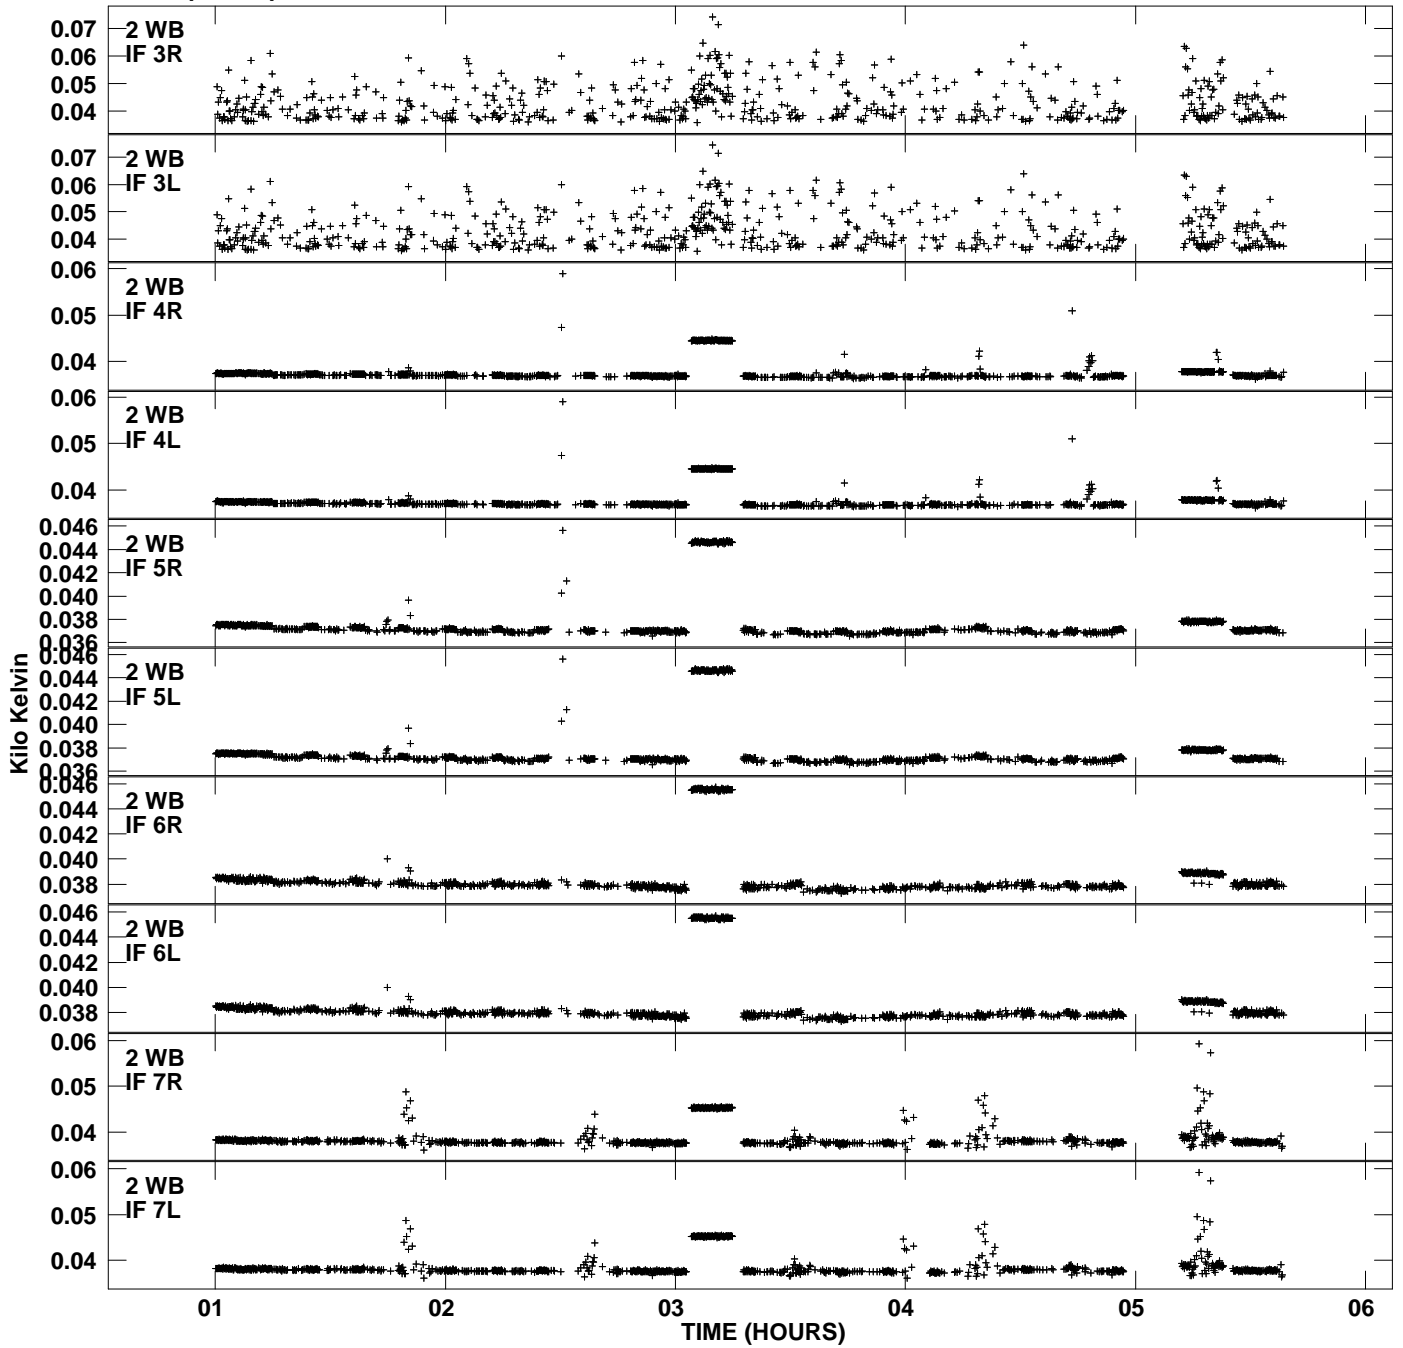 2 WB
IF 3R
0.07
0.06
0.05
0.04
2 WB
IF 3L
0.07
0.06
0.05
0.04
2 WB
IF 4R
0.06
0.05
0.04
2 WB
IF 4L
0.06
0.05
0.04
2 WB
IF 5R
0.046
0.044
0.042
0.040
0.038
0.036
2 WB
IF 5L
0.046
0.044
0.042
0.040
0.038
0.036
2 WB
IF 6R
0.046
0.044
0.042
0.040
0.038
2 WB
IF 6L
0.046
0.044
0.042
0.040
0.038
2 WB
IF 7R
0.06
0.05
0.04
2 WB
IF 7L
0.06
0.05
0.04
Kilo Kelvin
01 02 03 04 05 06
TIME (HOURS)